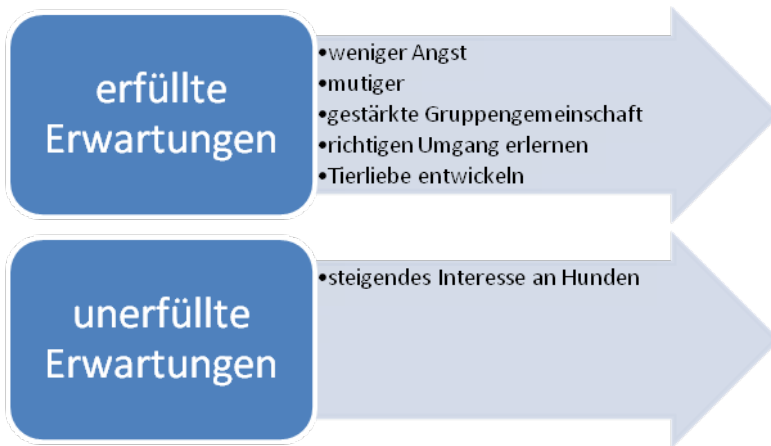 erfüllte
Erwartungen
•weniger Angst
•mutiger
•gestärkte Gruppengemeinschaft
•richtigen Umgang erlernen
•Tierliebe entwickeln
unerfüllte
Erwartungen
•steigendes Interesse an Hunden